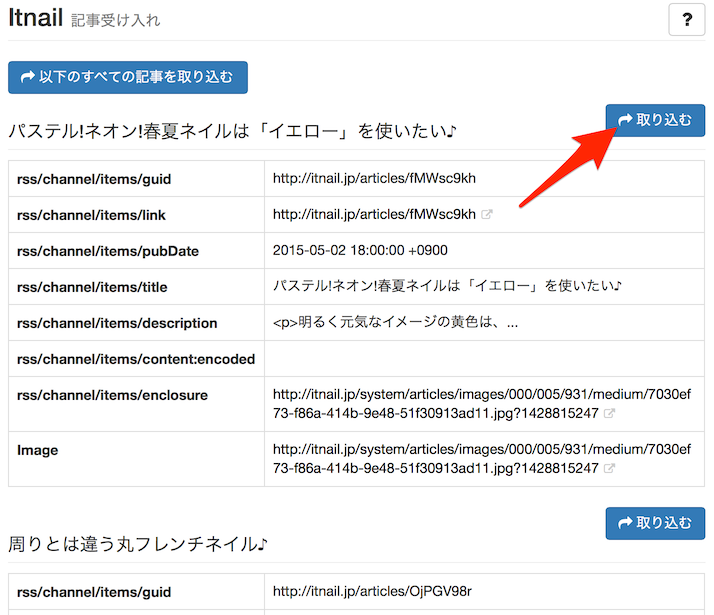 Itnail 記事受け入れ
?
以下のすべての記事を取り込む
取り込む
パステル!ネオン!春夏ネイルは「イエロー」を使いたい♪
rss/channel/items/guid http://itnail.jp/articles/fMWsc9kh
rss/channel/items/link http://itnail.jp/articles/fMWsc9kh
rss/channel/items/pubDate 2015-05-02 18:00:00 +0900
rss/channel/items/title パステル!ネオン!春夏ネイルは「イエロー」を使いたい♪
rss/channel/items/description <p>明るく元気なイメージの黄色は、...
rss/channel/items/content:encoded
rss/channel/items/enclosure http://itnail.jp/system/articles/images/000/005/931/medium/7030ef
73-f86a-414b-9e48-51f30913ad11.jpg?1428815247
Image http://itnail.jp/system/articles/images/000/005/931/medium/7030ef
73-f86a-414b-9e48-51f30913ad11.jpg?1428815247
取り込む
周りとは違う丸フレンチネイル♪
rss/channel/items/guid http://itnail.jp/articles/OjPGV98r